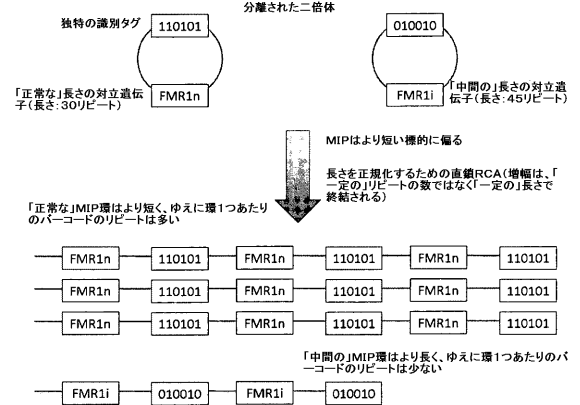 分離された二倍体
独特の識別タグ
110101
010010
「正常な」長さの対立遺伝
子(長さ:30リピート)
FMR1n
FMR1i
「中間の」長さの対立遺
伝子(長さ:45リピート)
MIPはより短い標的に偏る
長さを正規化するための直鎖RCA(増幅は、「
一定の」リピートの数ではなく「一定の」長さで
終結される)
「正常な」MIP環はより短く、ゆえに環1つあたり
のバーコードのリピートは多い
FMR1n 110101 FMR1n 110101 FMR1n 110101
FMR1n 110101 FMR1n 110101 FMR1n 110101
FMR1n 110101 FMR1n 110101 FMR1n 110101
「中間の」MIP環はより長く、ゆえに環1つあたりのバ
ーコードのリピートは少ない
FMR1i 010010 FMR1i 010010